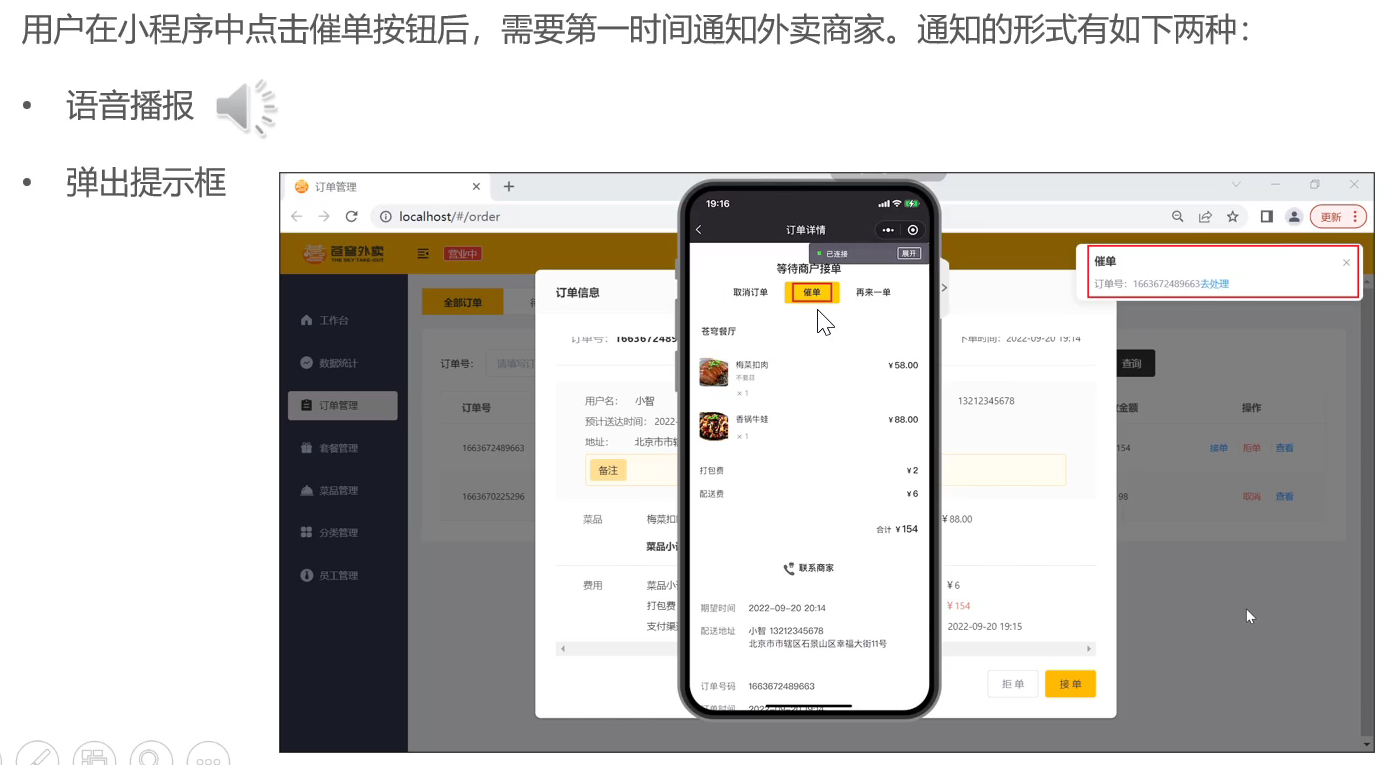 用户在小程序中点击催单按钮后，需要第一时间通知外卖商家。通知的形式有如下两种：
• 语音播报
• 弹出提示框
订单管理
localhost/#/order
更新
苍穹外卖
THE SKY TAKE-OUT
营业中
工作台
数据统计
订单管理
套餐管理
菜品管理
分类管理
员工管理
全部订单
订单号：
请填写订
查询
订单号
金额
操作
1663672489663
154
接单 拒单 查看
1663670225296
98
取消 查看
订单信息
订单号：
1663672489
下单时间：2022-09-20 19:14
用户名： 小智
13212345678
预计送达时间：2022-
地址： 北京市市辖
备注
菜品
梅菜扣
¥ 88.00
菜品小
费用
菜品小
¥ 6
打包费
¥ 154
支付渠
2022-09-20 19:15
拒 单
接 单
19:16
订单详情
已连接
展开
等待商户接单
取消订单
催单
再来一单
苍穹餐厅
梅菜扣肉
¥ 58.00
× 1
香锅牛蛙
¥ 88.00
× 1
打包费
¥ 2
配送费
¥ 6
合计 ¥ 154
联系商家
期望时间 2022-09-20 20:14
配送地址 小智 13212345678
北京市市辖区石景山区幸福大街11号
订单号码 1663672489663
订单时间 2022-09-20 19:14
催单
订单号：1663672489663去处理